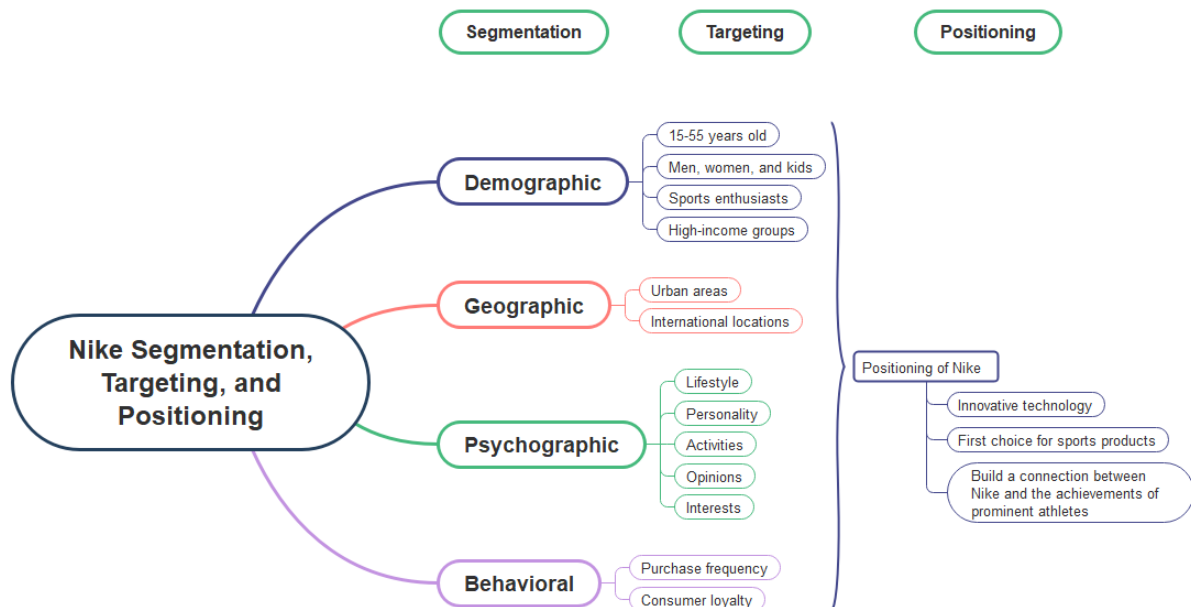 Segmentation
Targeting
Positioning
Nike Segmentation,
Targeting, and
Positioning
Demographic
15-55 years old
Men, women, and kids
Sports enthusiasts
High-income groups
Geographic
Urban areas
International locations
Psychographic
Lifestyle
Personality
Activities
Opinions
Interests
Behavioral
Purchase frequency
Consumer loyalty
Positioning of Nike
Innovative technology
First choice for sports products
Build a connection between
Nike and the achievements of
prominent athletes